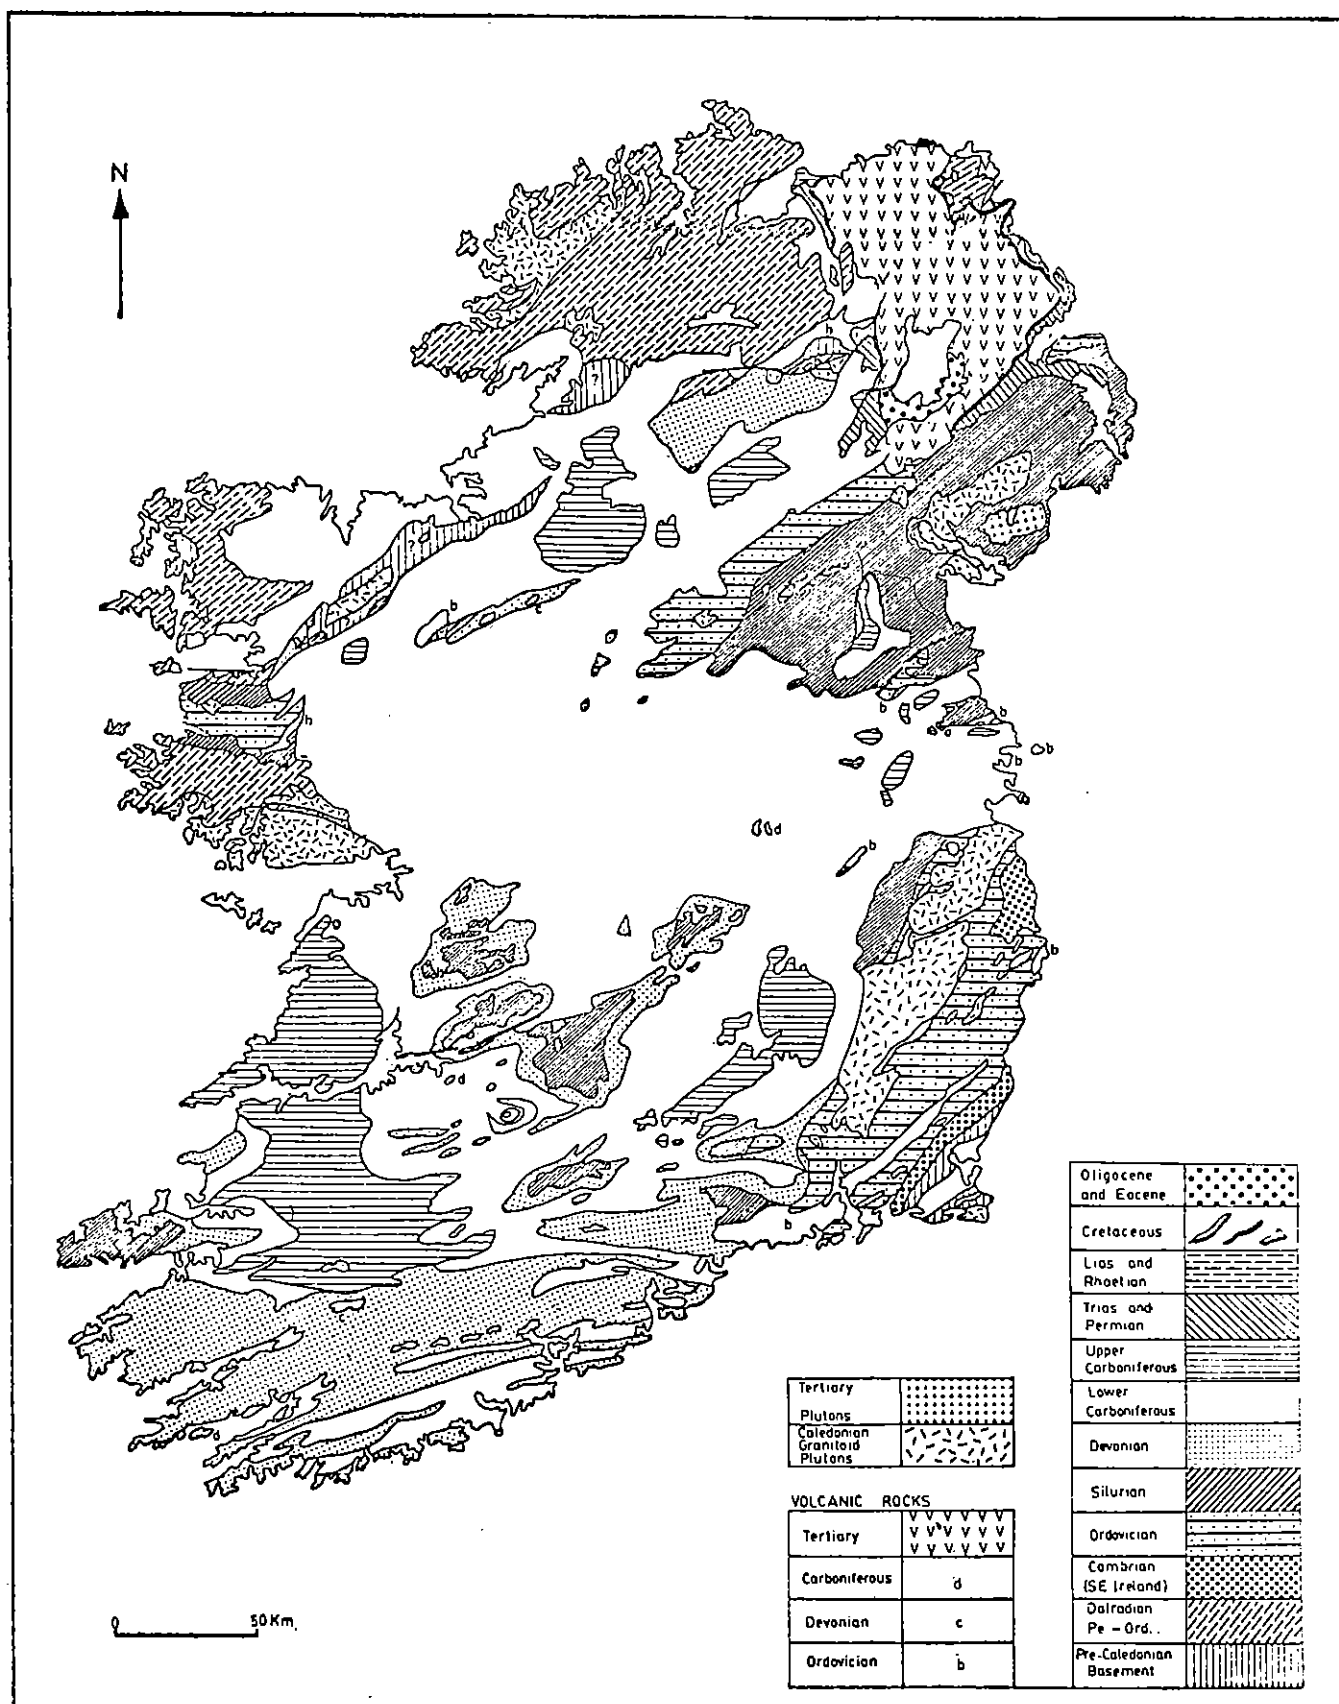 N
h
b
c
h
b
b
b
b
d
b
b
d
b
0 50 Km.
Tertiary
Plutons
Caledonian
Granitoid
Plutons
VOLCANIC ROCKS
Tertiary
Carboniferous d
Devonian c
Ordovician b
Oligocene
and Eocene
Cretaceous
Lias and
Rhaetian
Trias and
Permian
Upper
Carboniferous
Lower
Carboniferous
Devonian
Silurian
Ordovician
Cambrian
(SE Ireland)
Dalradian
Pe - Ord..
Pre-Caledonian
Basement